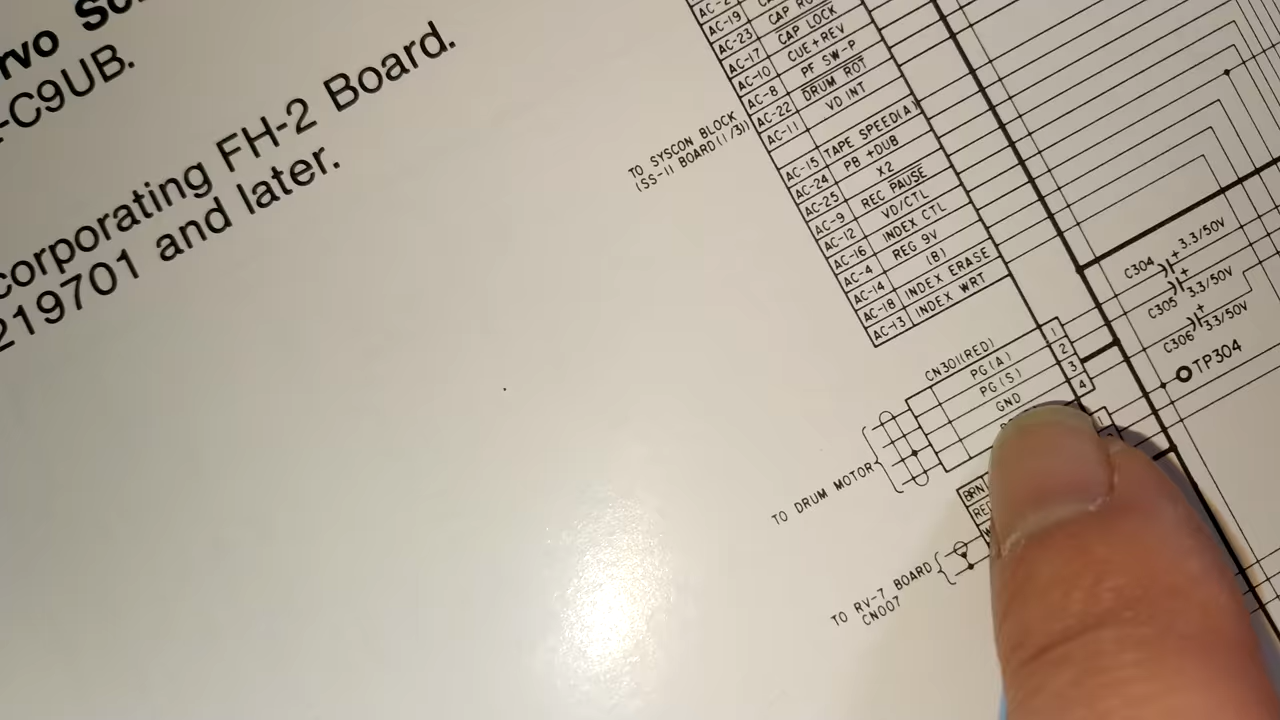 -C9UB.
corporating FH-2 Board.
219701 and later.
TO SYSCON BLOCK
(SS-11 BOARD(1/3))
AC-19
AC-23
AC-17 CAP LOCK
AC-10 CUE+REV
AC-8 PF SW-P
AC-22 DRUM ROT
AC-11 VD INT
AC-15 TAPE SPEED(A)
AC-24 PB +DUB
AC-25 X2
AC-9 REC PAUSE
AC-12 VD/CTL
AC-16 INDEX CTL
AC-4 REG 9V
AC-14 (B)
AC-18 INDEX ERASE
AC-13 INDEX WRT
CN301(RED)
PG(A) 1
PG(S) 2
GND 3
4
TO DRUM MOTOR
BRN
1
TO RV-7 BOARD
CN007
C304 + 3.3/50V
C305 + 3.3/50V
C306 + 3.3/50V
TP304